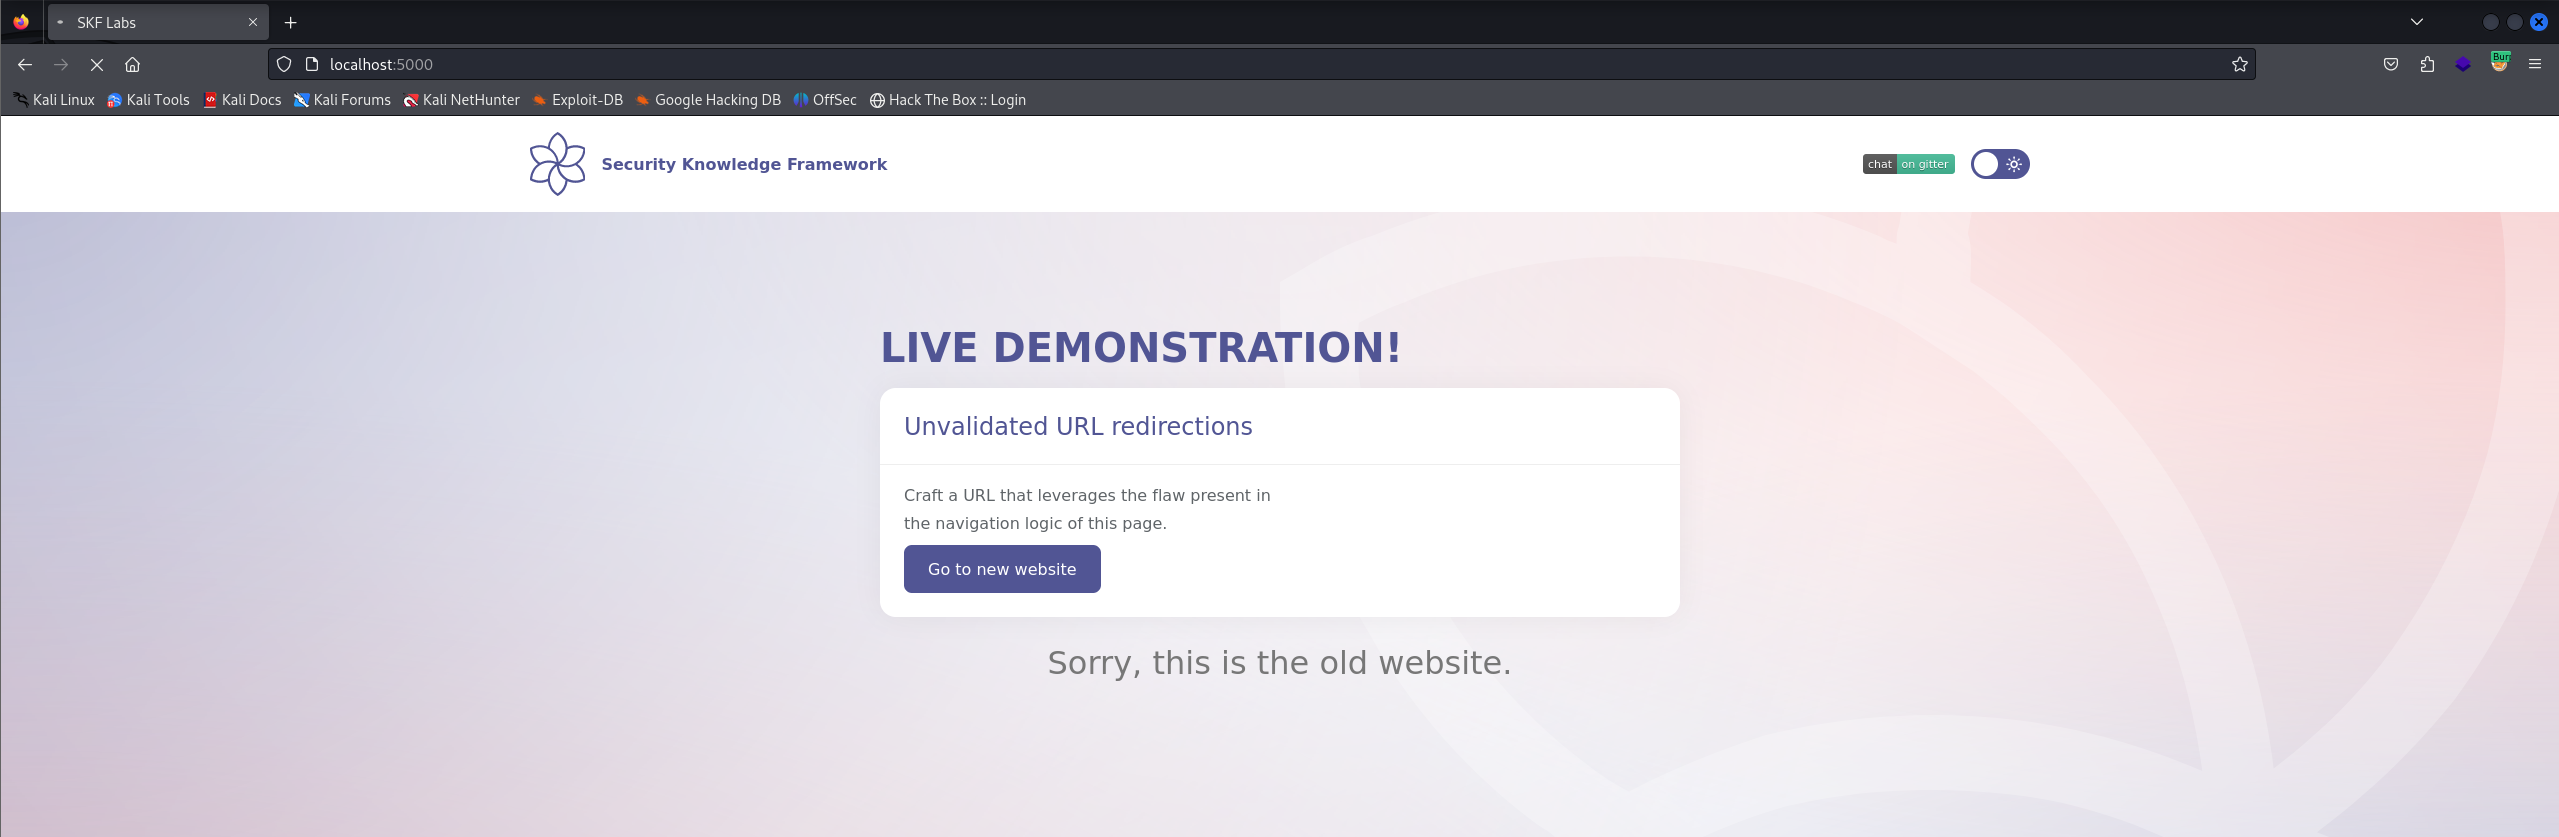 SKF Labs
localhost:5000
Bur
Kali Linux Kali Tools Kali Docs Kali Forums Kali NetHunter Exploit-DB Google Hacking DB OffSec Hack The Box :: Login
Security Knowledge Framework
chat on gitter
LIVE DEMONSTRATION!
Unvalidated URL redirections
Craft a URL that leverages the flaw present in
the navigation logic of this page.
Go to new website
Sorry, this is the old website.